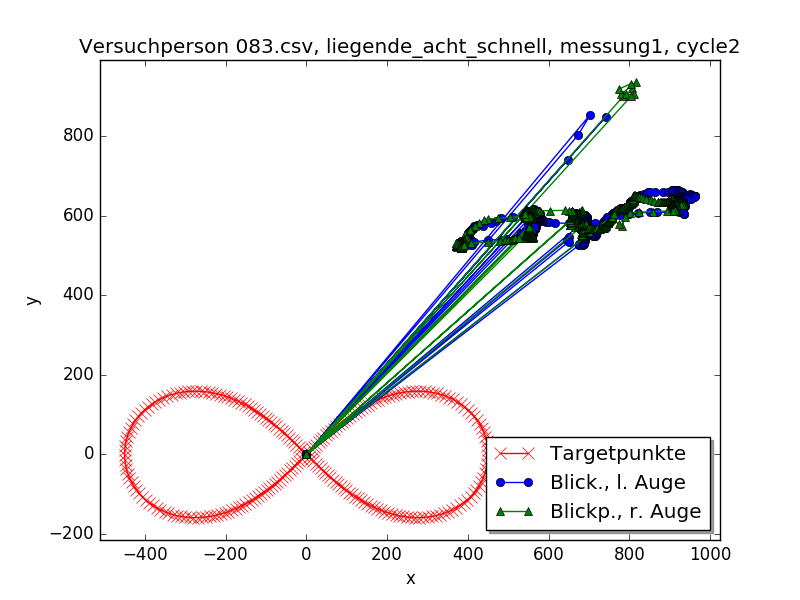 Versuchperson 083.csv, liegende_acht_schnell, messung1, cycle2
y
800
600
400
200
0
−200
−400
−200
0
200
400
600
800
1000
x
Targetpunkte
Blick., l. Auge
Blickp., r. Auge